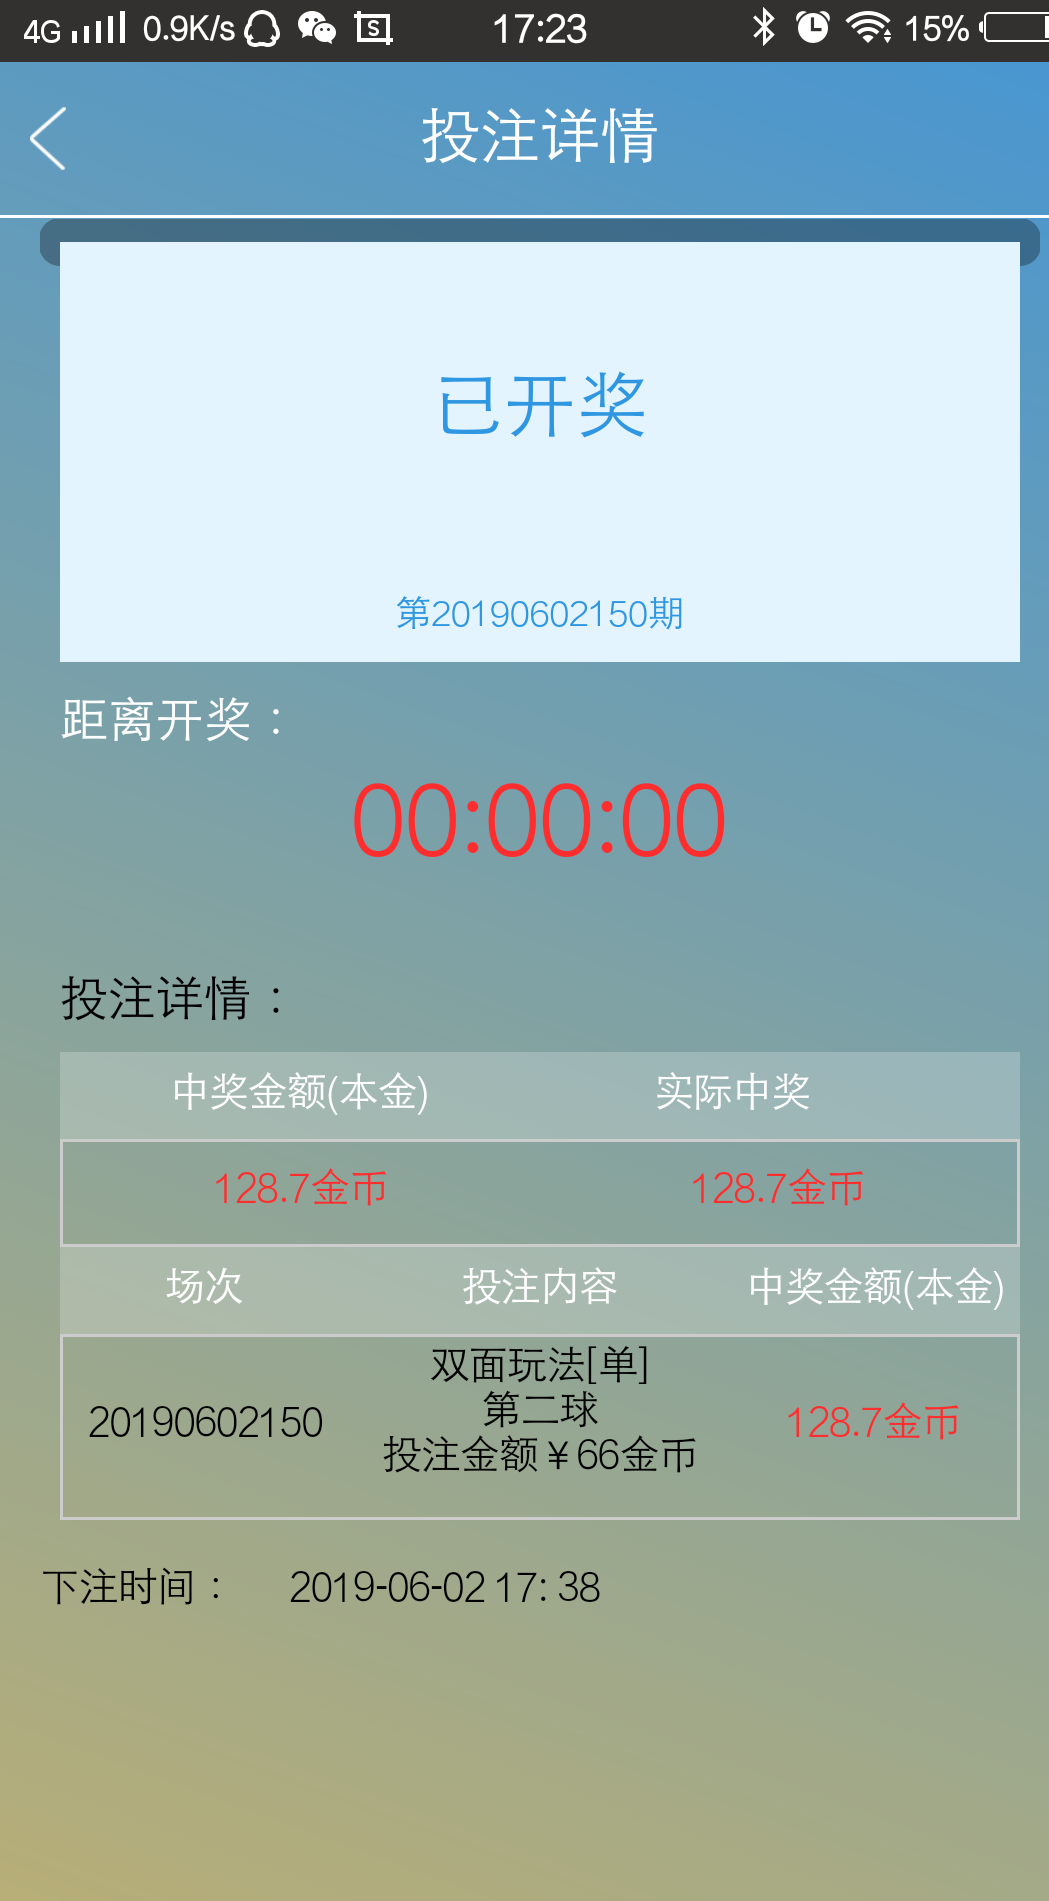 4G 0.9K/s 17:23 15%
投注详情
已开奖
第20190602150期
距离开奖：
00:00:00
投注详情：
中奖金额(本金) 实际中奖
128.7金币 128.7金币
场次 投注内容 中奖金额(本金)
双面玩法[单]
第二球
20190602150 投注金额￥66金币 128.7金币
下注时间： 2019-06-02 17: 38